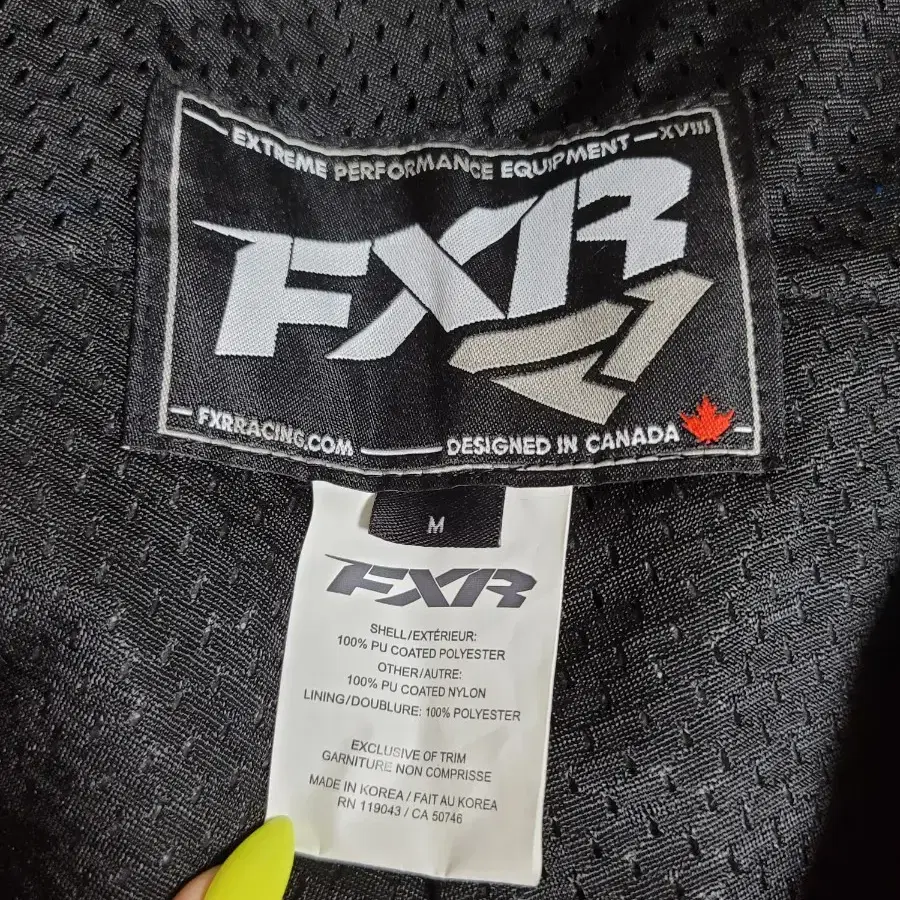 EXTREME PERFORMANCE EQUIPMENT — XVIII
FXR
— FXRRACING.COM — DESIGNED IN CANADA
M
FXR
SHELL/EXTÉRIEUR:
100% PU COATED POLYESTER
OTHER/AUTRE:
100% PU COATED NYLON
LINING/DOUBLURE: 100% POLYESTER
EXCLUSIVE OF TRIM
GARNITURE NON COMPRISSE
MADE IN KOREA / FAIT AU KOREA
RN 119043 / CA 50746